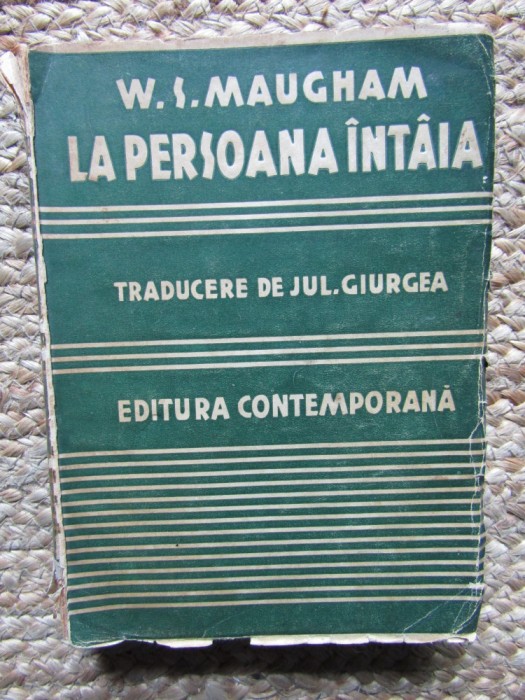 W. S. MAUGHAM
LA PERSOANA ÎNTÂIA
TRADUCERE DE JUL. GIURGEA
EDITURA CONTEMPORANĂ